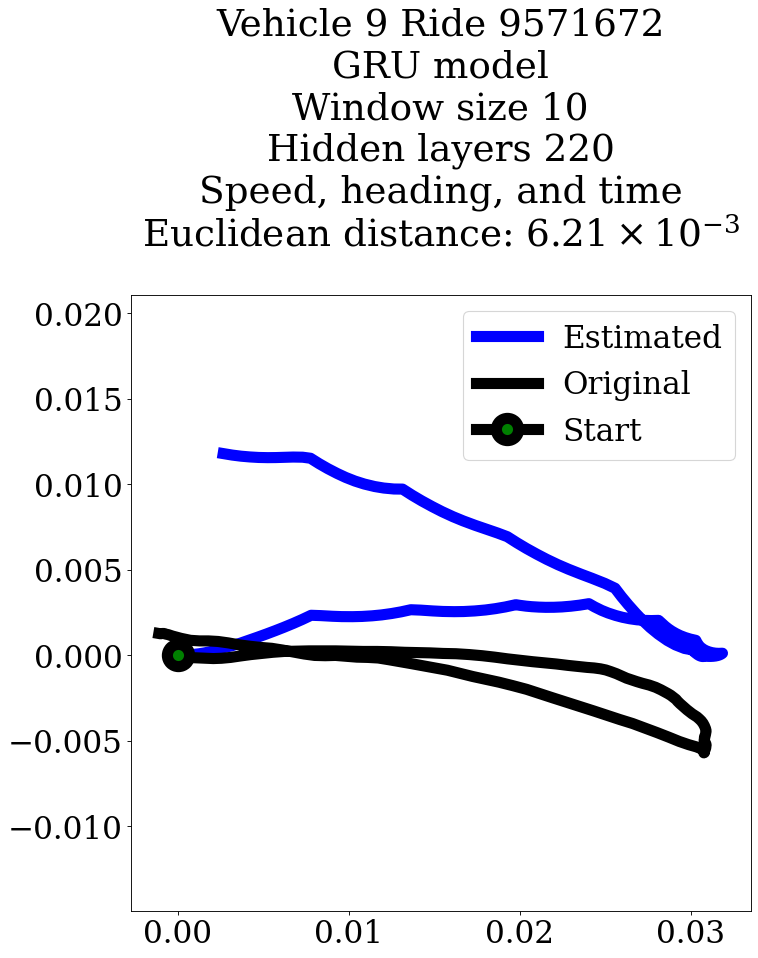 Vehicle 9 Ride 9571672
GRU model
Window size 10
Hidden layers 220
Speed, heading, and time
Euclidean distance: 6.21 × 10⁻³
Estimated
Original
Start
0.020
0.015
0.010
0.005
0.000
−0.005
−0.010
0.00 0.01 0.02 0.03